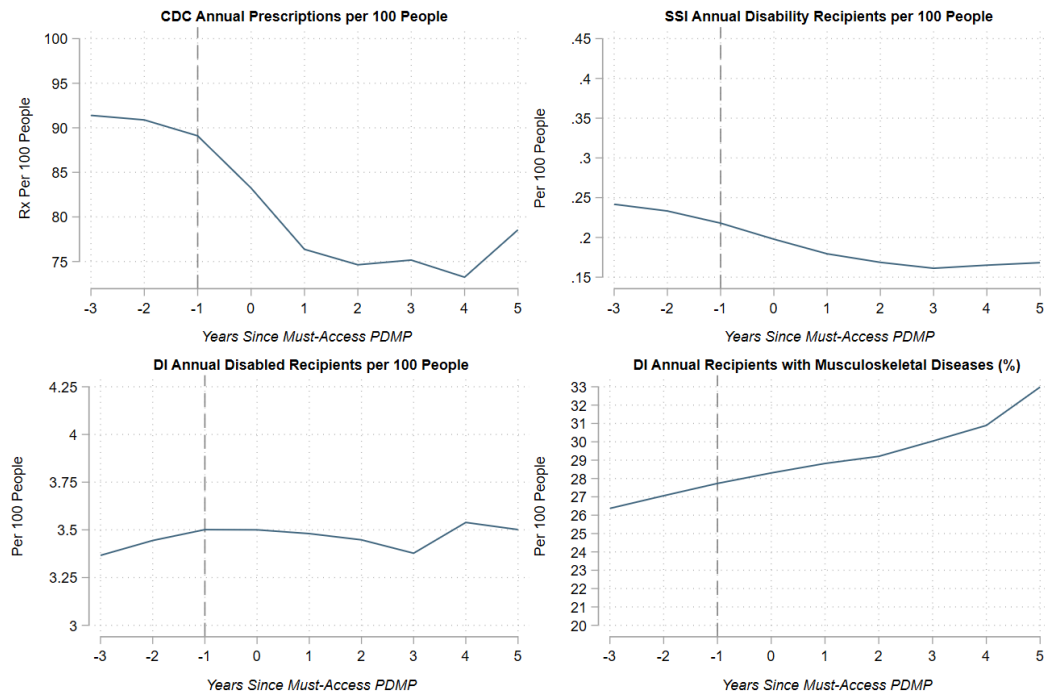 CDC Annual Prescriptions per 100 People
Rx Per 100 People
100
95
90
85
80
75
-3 -2 -1 0 1 2 3 4 5
Years Since Must-Access PDMP
SSI Annual Disability Recipients per 100 People
Per 100 People
.45
.4
.35
.3
.25
.2
.15
-3 -2 -1 0 1 2 3 4 5
Years Since Must-Access PDMP
DI Annual Disabled Recipients per 100 People
Per 100 People
4.25
4
3.75
3.5
3.25
3
-3 -2 -1 0 1 2 3 4 5
Years Since Must-Access PDMP
DI Annual Recipients with Musculoskeletal Diseases (%)
Per 100 People
33
32
31
30
29
28
27
26
25
24
23
22
21
20
-3 -2 -1 0 1 2 3 4 5
Years Since Must-Access PDMP